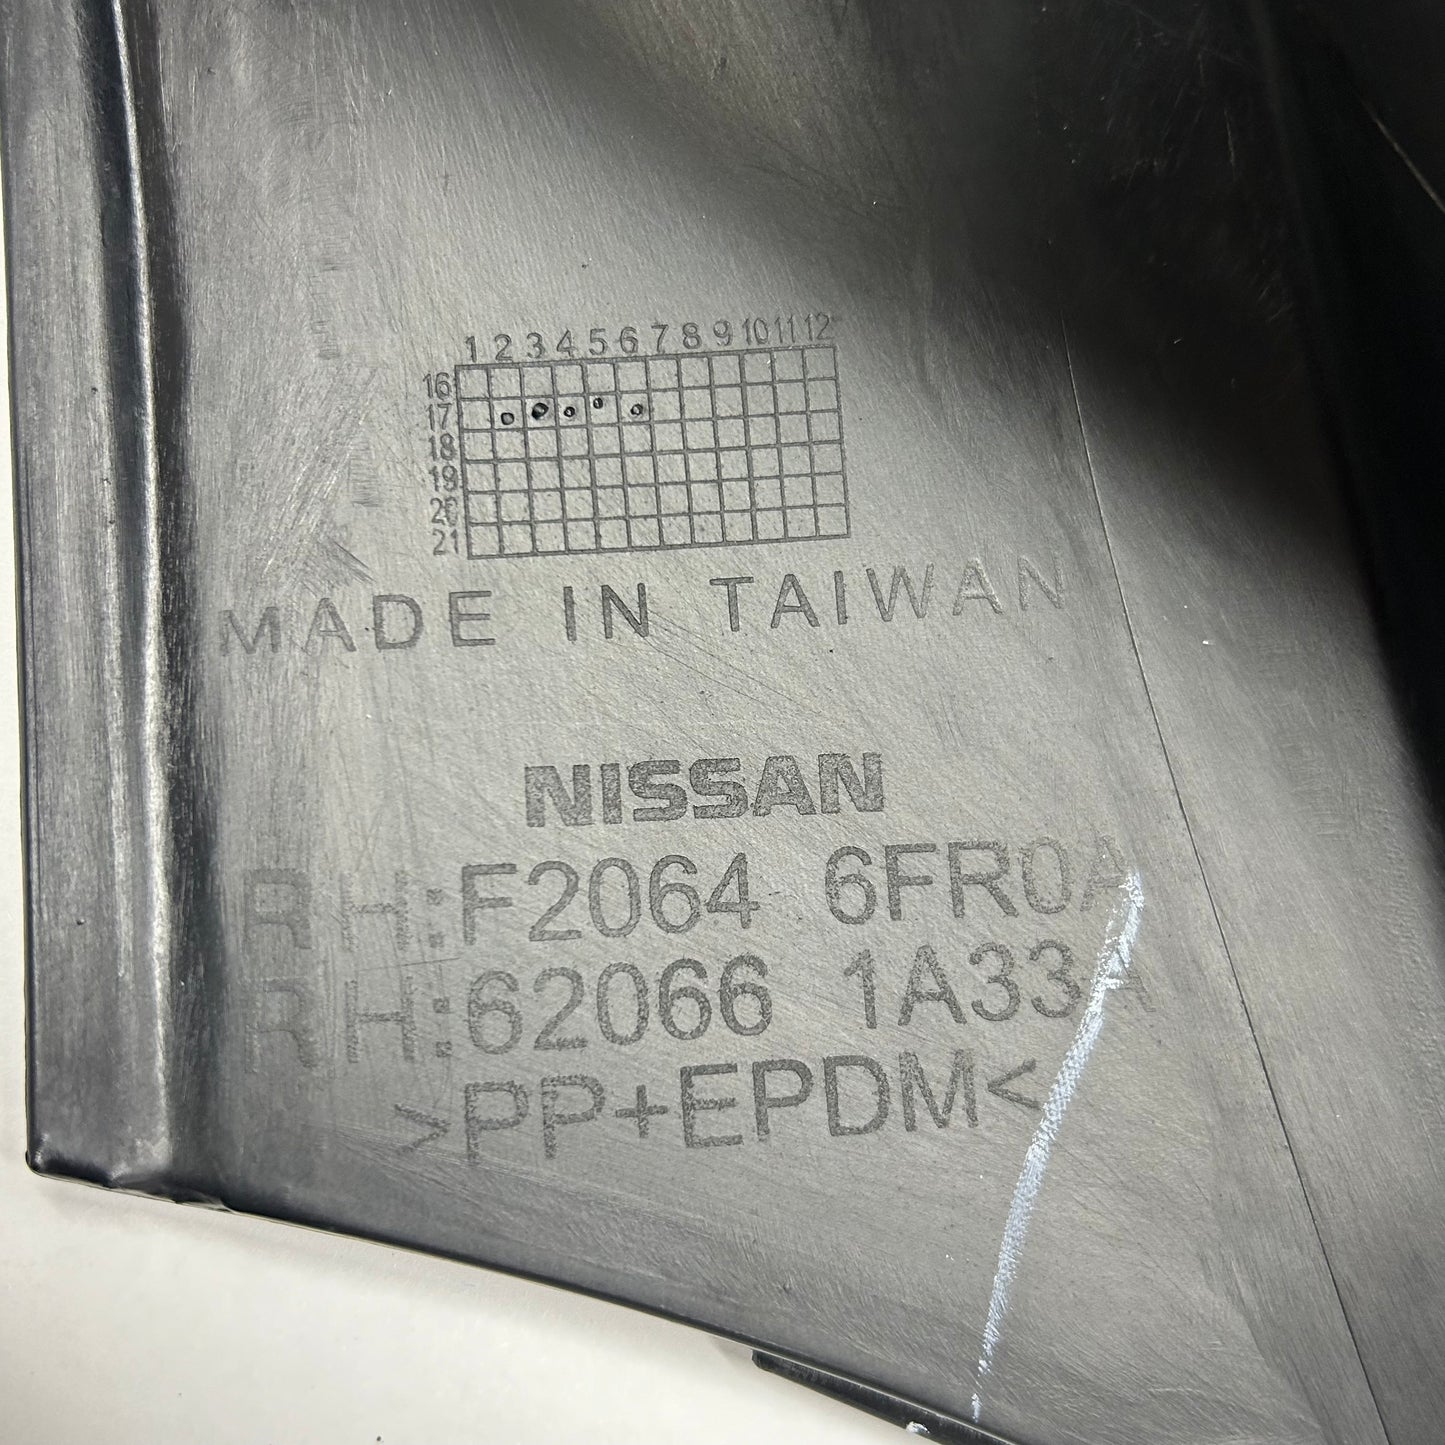 1 2 3 4 5 6 7 8 9 10 11 12
16
17
18
19
20
21
MADE IN TAIWAN
NISSAN
RH:F2064 6FR0A
RH:62066 1A33A
>PP+EPDM<